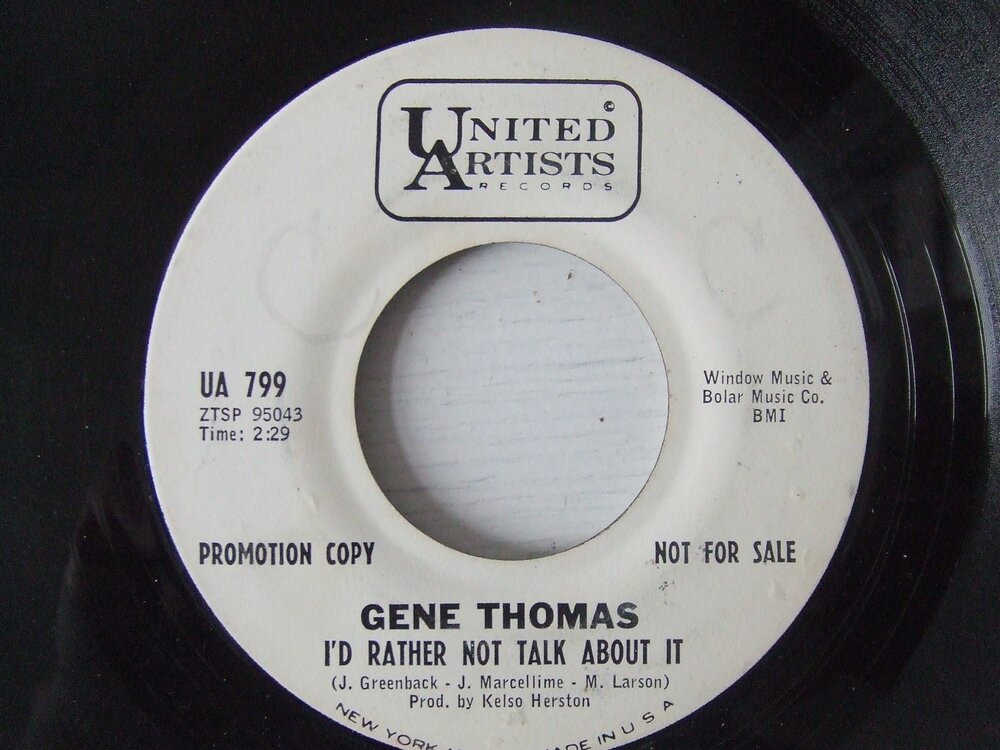 UNITED ©
ARTISTS
RECORDS
UA 799
ZTSP 95043
Time: 2:29
Window Music &
Bolar Music Co.
BMI
PROMOTION COPY
NOT FOR SALE
GENE THOMAS
I'D RATHER NOT TALK ABOUT IT
(J. Greenback - J. Marcellime - M. Larson)
Prod. by Kelso Herston
NEW YORK MADE IN U S A